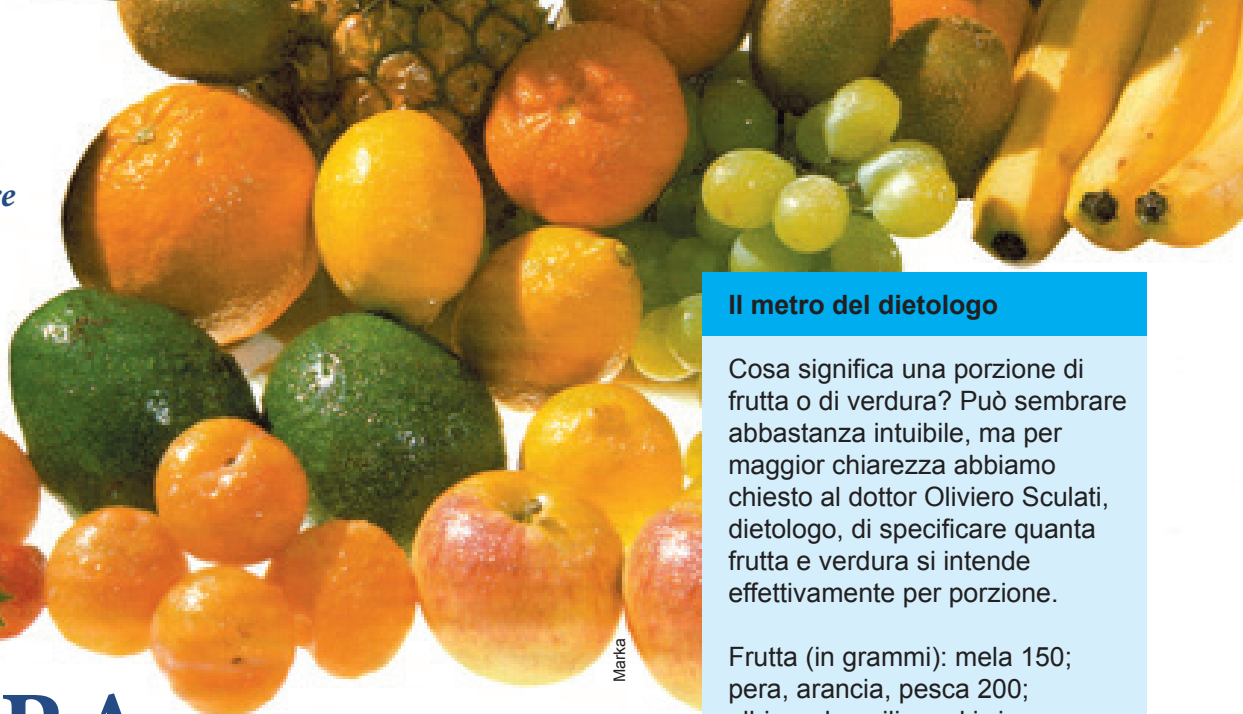 Il metro del dietologo
Cosa significa una porzione di
frutta o di verdura? Può sembrare
abbastanza intuibile, ma per
maggior chiarezza abbiamo
chiesto al dottor Oliviero Sculati,
dietologo, di specificare quanta
frutta e verdura si intende
effettivamente per porzione.
Frutta (in grammi): mela 150;
pera, arancia, pesca 200;
Marka